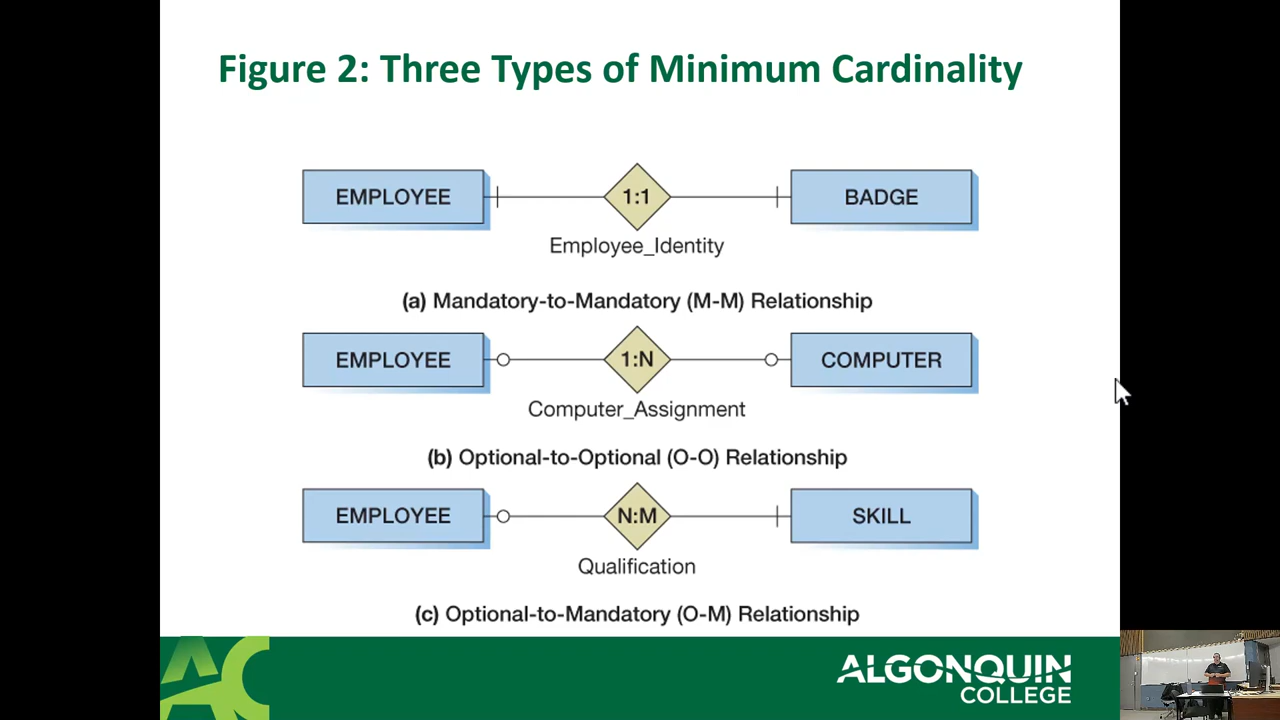 Figure 2: Three Types of Minimum Cardinality
EMPLOYEE 1:1 BADGE
Employee_Identity
(a) Mandatory-to-Mandatory (M-M) Relationship
EMPLOYEE 1:N COMPUTER
Computer_Assignment
(b) Optional-to-Optional (O-O) Relationship
EMPLOYEE N:M SKILL
Qualification
(c) Optional-to-Mandatory (O-M) Relationship
AC
ALGONQUIN
COLLEGE